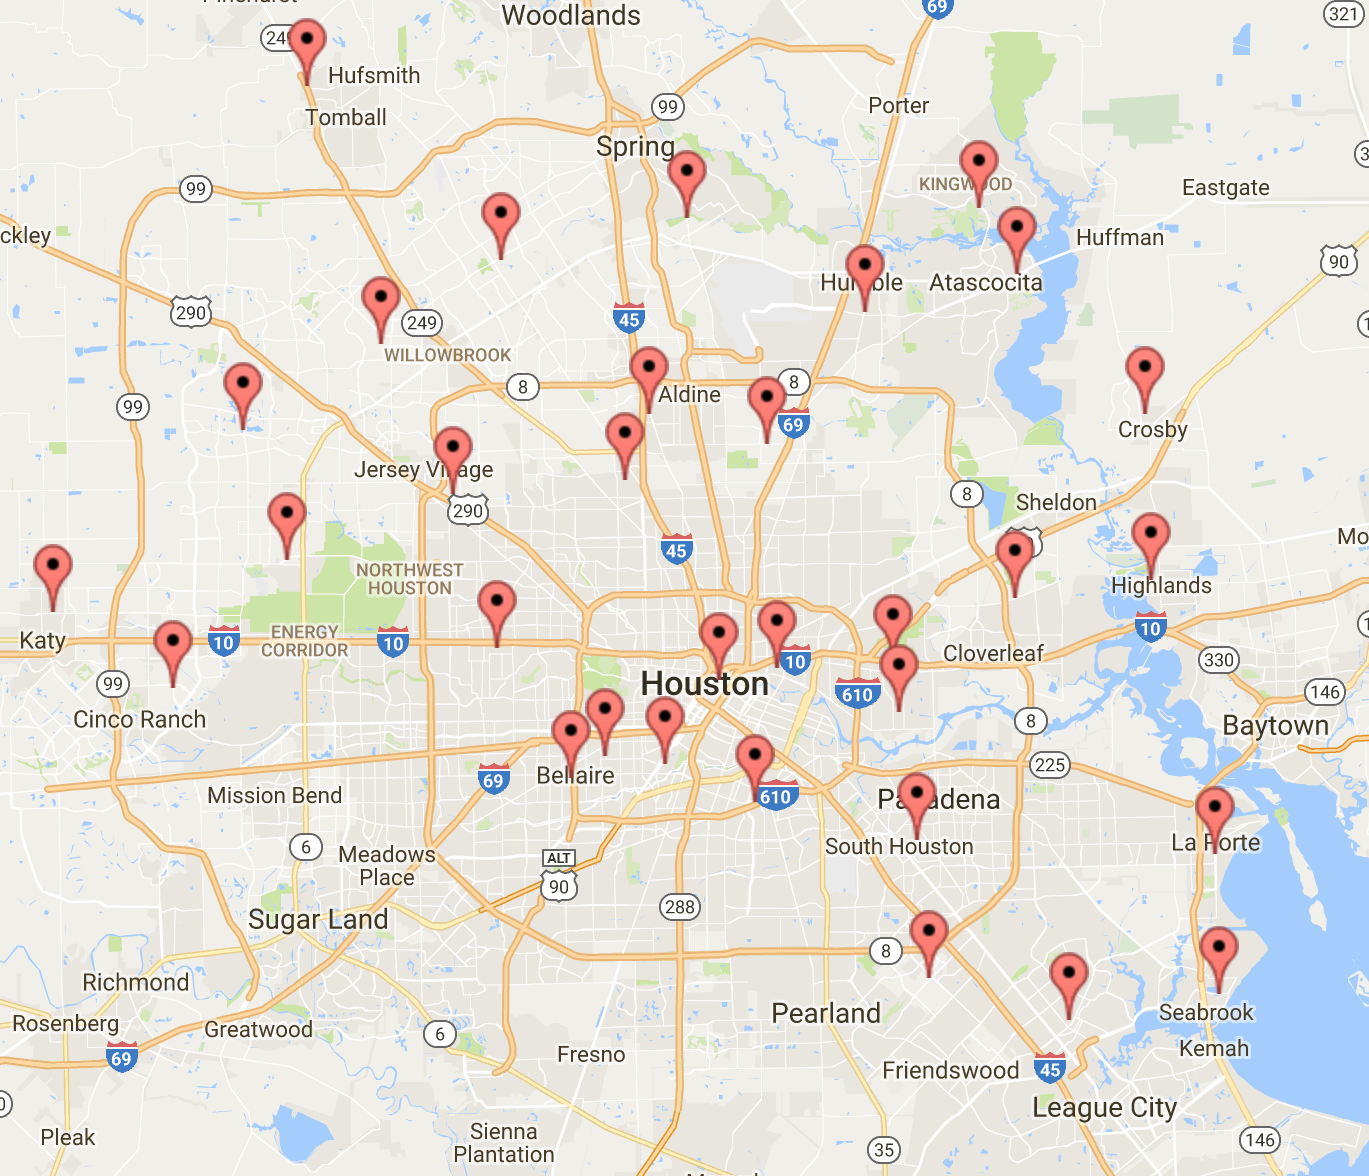 Woodlands
69
321
249
Hufsmith
Tomball
99
Porter
Spring
KINGWOOD
Eastgate
99
ckley
Huffman
90
Humble
Atascocita
290
249
45
WILLOWBROOK
8
8
Aldine
99
69
Crosby
Jersey Village
290
8
Sheldon
45
NORTHWEST
HOUSTON
Highlands
Katy
10
ENERGY
CORRIDOR
10
10
10
Cloverleaf
330
99
Houston
610
146
Cinco Ranch
8
Baytown
69
Bellaire
225
Mission Bend
610
Pasadena
6
South Houston
La Porte
Meadows
Place
ALT
90
288
Sugar Land
8
Richmond
Pearland
Seabrook
Rosenberg
Greatwood
6
Kemah
69
Fresno
Friendswood
45
League City
Pleak
Sienna
Plantation
35
146